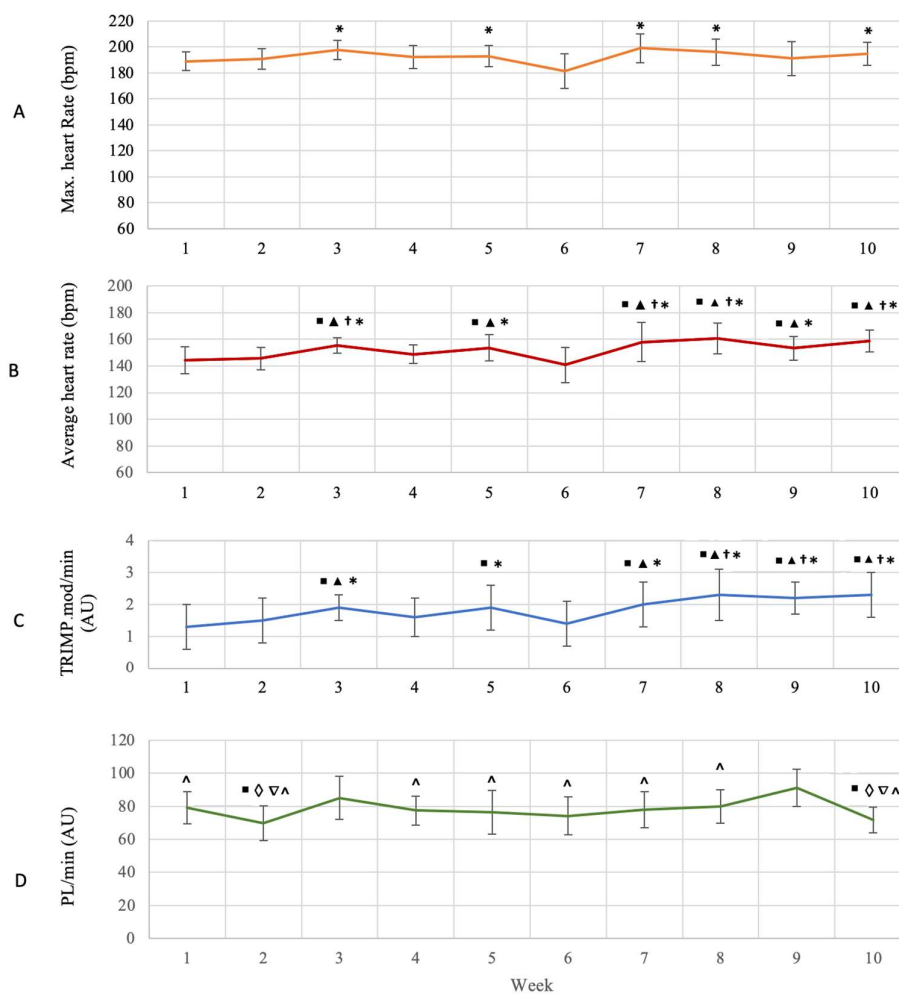 A
Max. heart Rate (bpm)
220
200
180
160
140
120
100
80
60
* * * * *
1 2 3 4 5 6 7 8 9 10
B
Average heart rate (bpm)
200
180
160
140
120
100
80
60
■ ▲ † * ■ ▲ * ■ ▲ † * ■ ▲ † * ■ ▲ * ■ ▲ † *
1 2 3 4 5 6 7 8 9 10
C
TRIMP.mod/min
(AU)
4
3
2
1
0
■ ▲ * ■ * ■ ▲ * ■ ▲ † * ■ ▲ † * ■ ▲ † *
1 2 3 4 5 6 7 8 9 10
D
PL/min (AU)
120
100
80
60
40
20
0
^ ■ ◊ ▽ ^ ^ ^ ^ ^ ^ ■ ◊ ▽ ^
1 2 3 4 5 6 7 8 9 10
Week